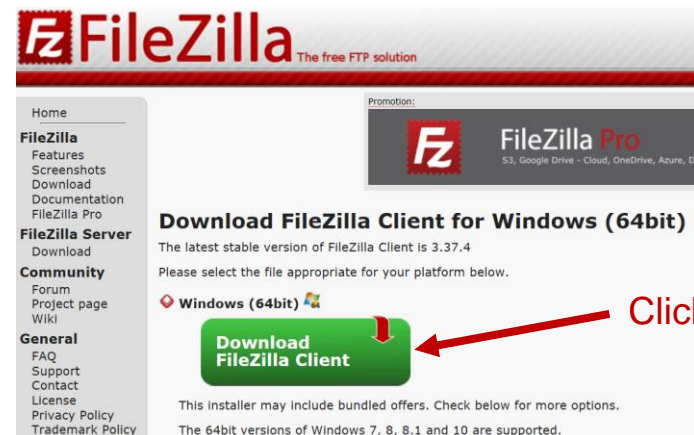 FileZilla The free FTP solution
Home
FileZilla
Features
Screenshots
Download
Documentation
FileZilla Pro
FileZilla Server
Download
Community
Forum
Project page
Wiki
General
FAQ
Support
Contact
License
Privacy Policy
Trademark Policy
Promotion:
Fz
FileZilla Pro
S3, Google Drive - Cloud, OneDrive, Azure,
Download FileZilla Client for Windows (64bit)
The latest stable version of FileZilla Client is 3.37.4
Please select the file appropriate for your platform below.
Windows (64bit)
Download
FileZilla Client
This installer may include bundled offers. Check below for more options.
The 64bit versions of Windows 7, 8, 8.1 and 10 are supported.